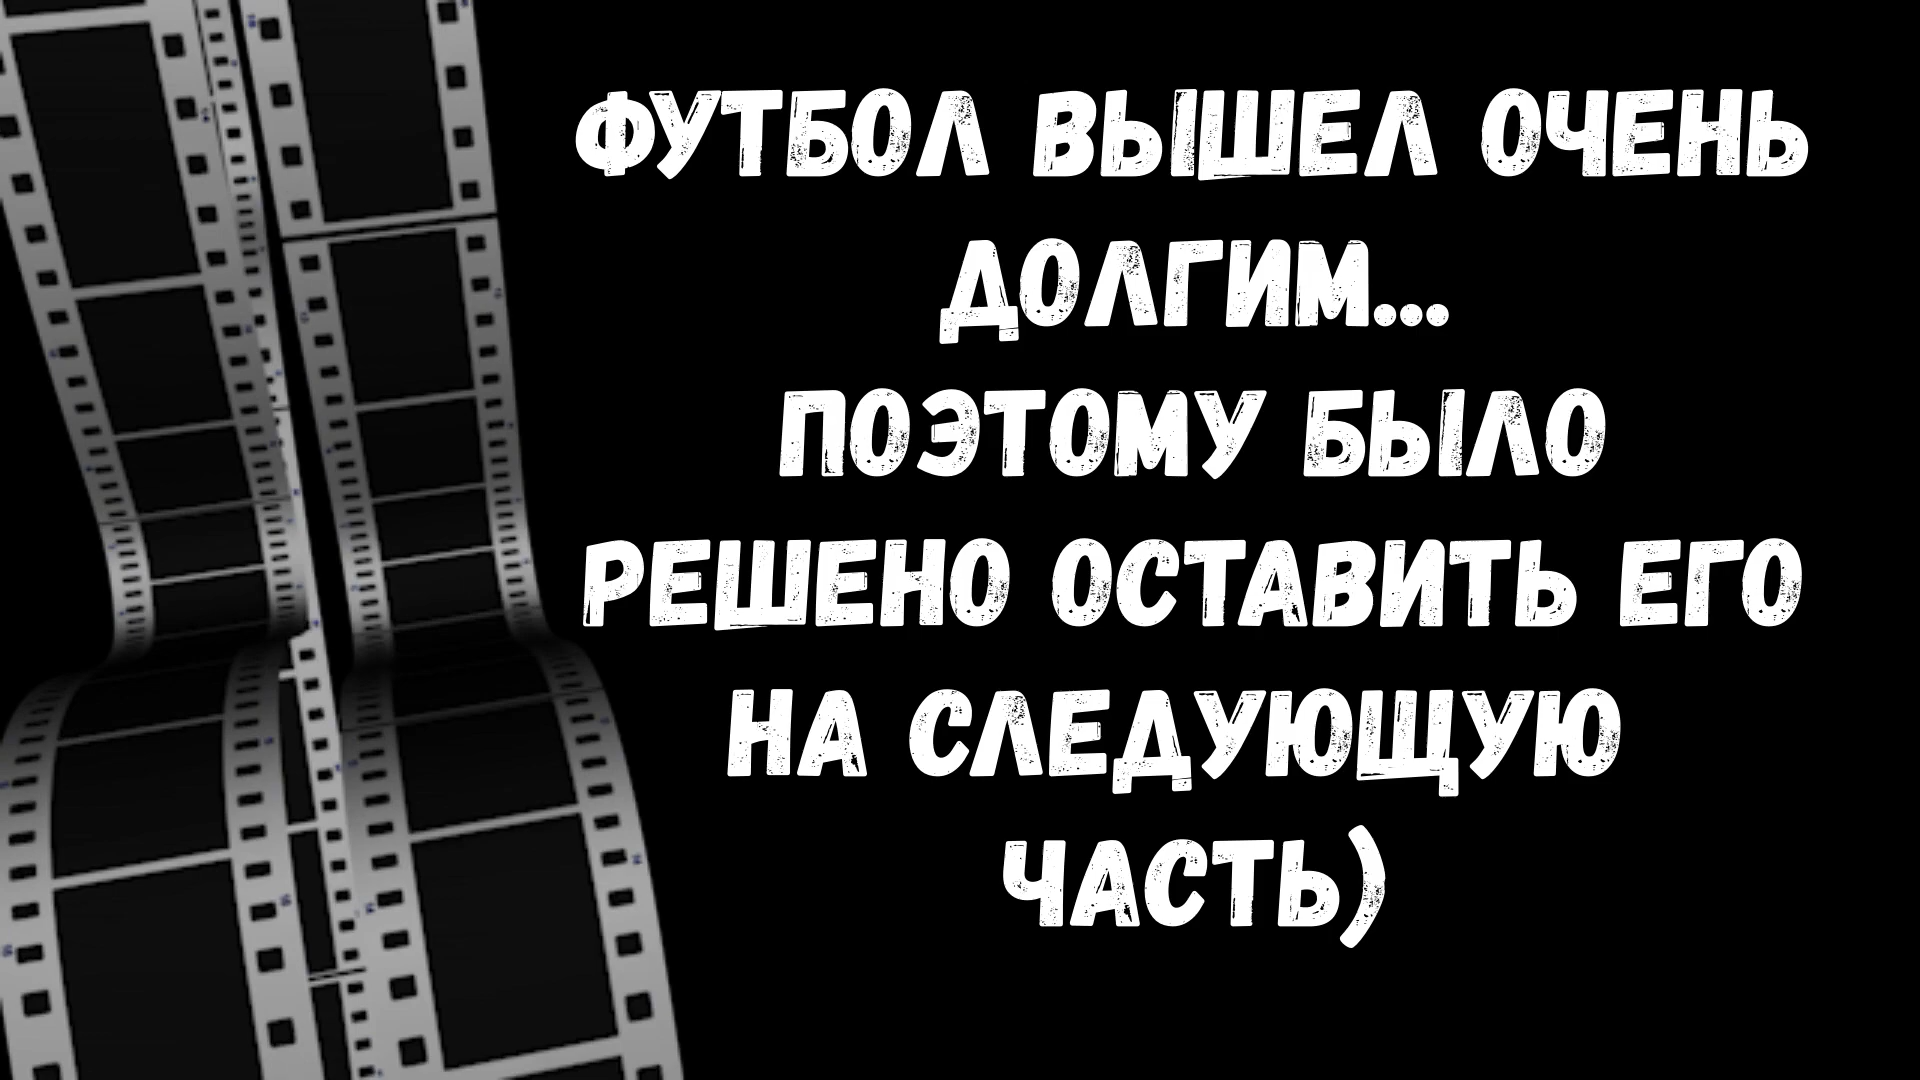 ФУТБОЛ ВЫШЕЛ ОЧЕНЬ
ДОЛГИМ...
ПОЭТОМУ БЫЛО
РЕШЕНО ОСТАВИТЬ ЕГО
НА СЛЕДУЮЩУЮ
ЧАСТЬ)